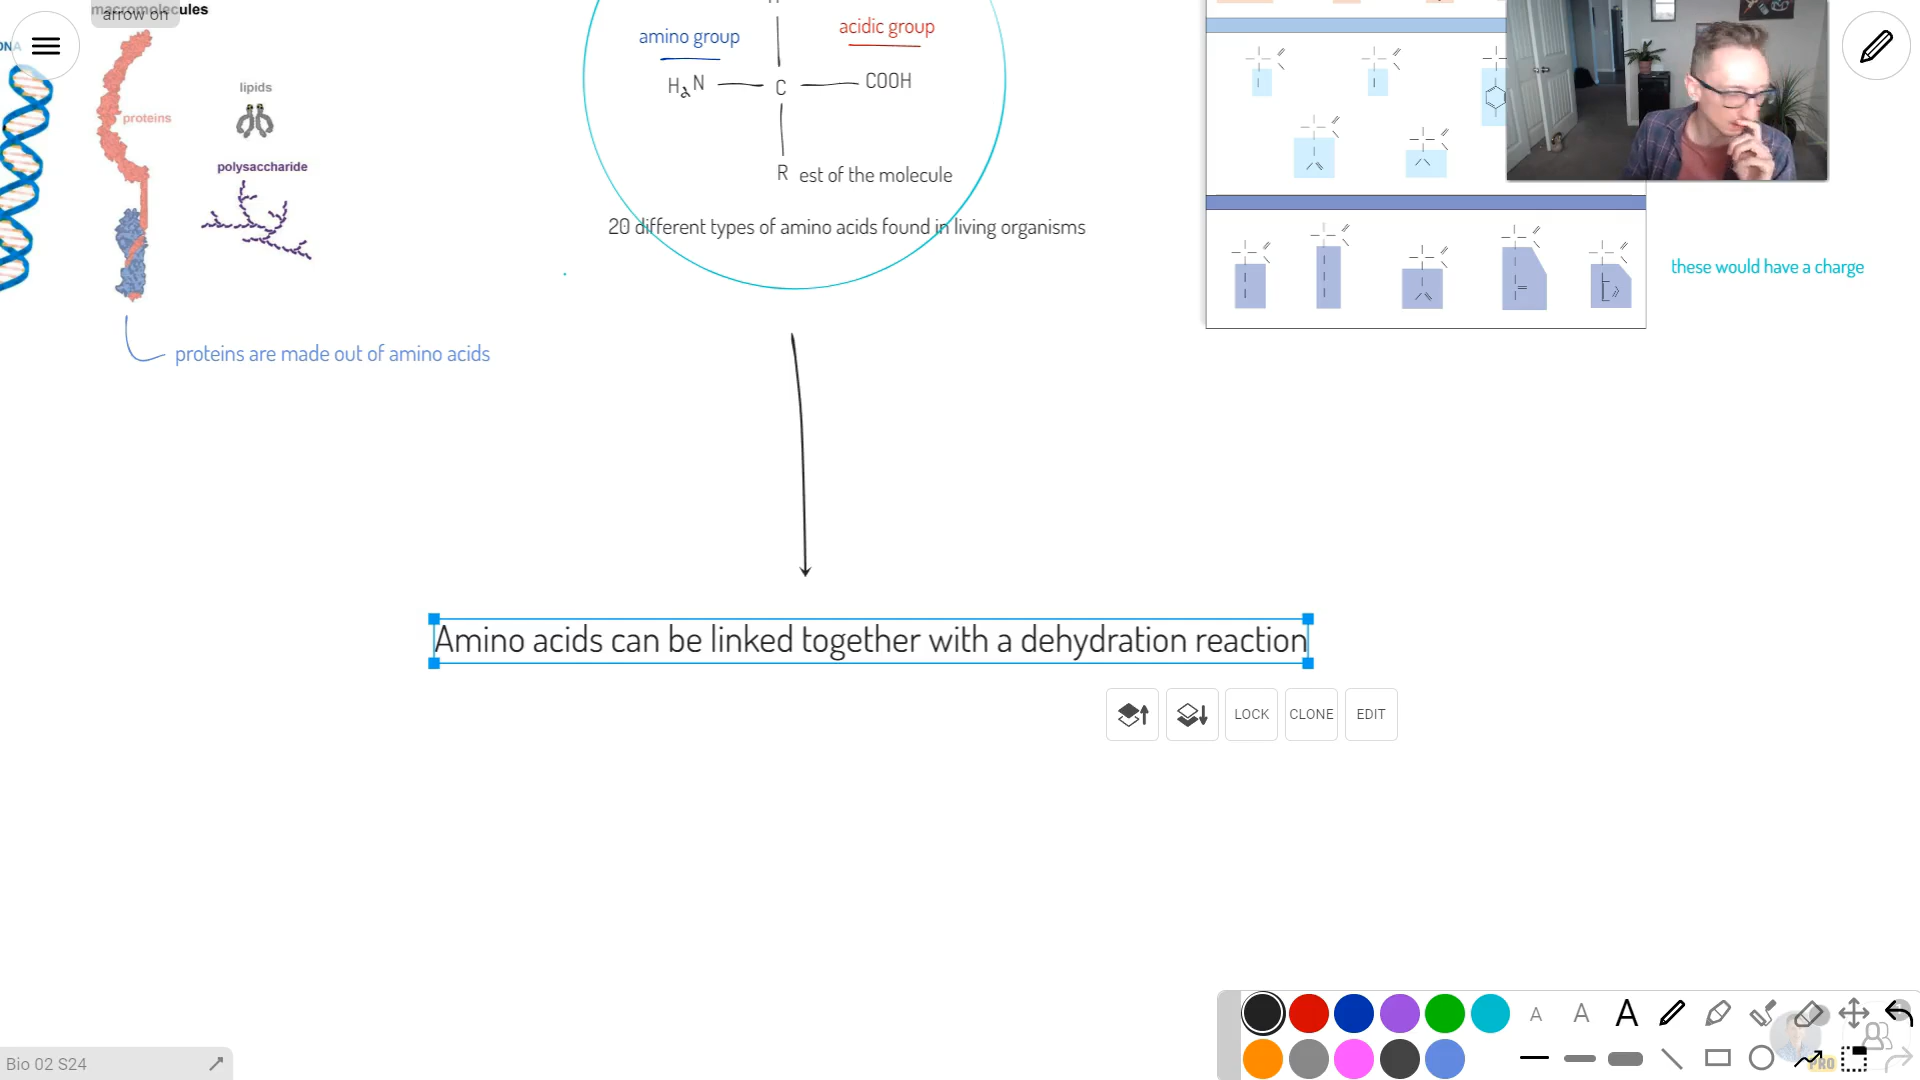 macromolecules
arrow on
DNA
proteins
lipids
polysaccharide
proteins are made out of amino acids
amino group
acidic group
H₂N
C
COOH
R est of the molecule
20 different types of amino acids found in living organisms
these would have a charge
Amino acids can be linked together with a dehydration reaction
LOCK
CLONE
EDIT
A A A
PRO
Bio 02 S24